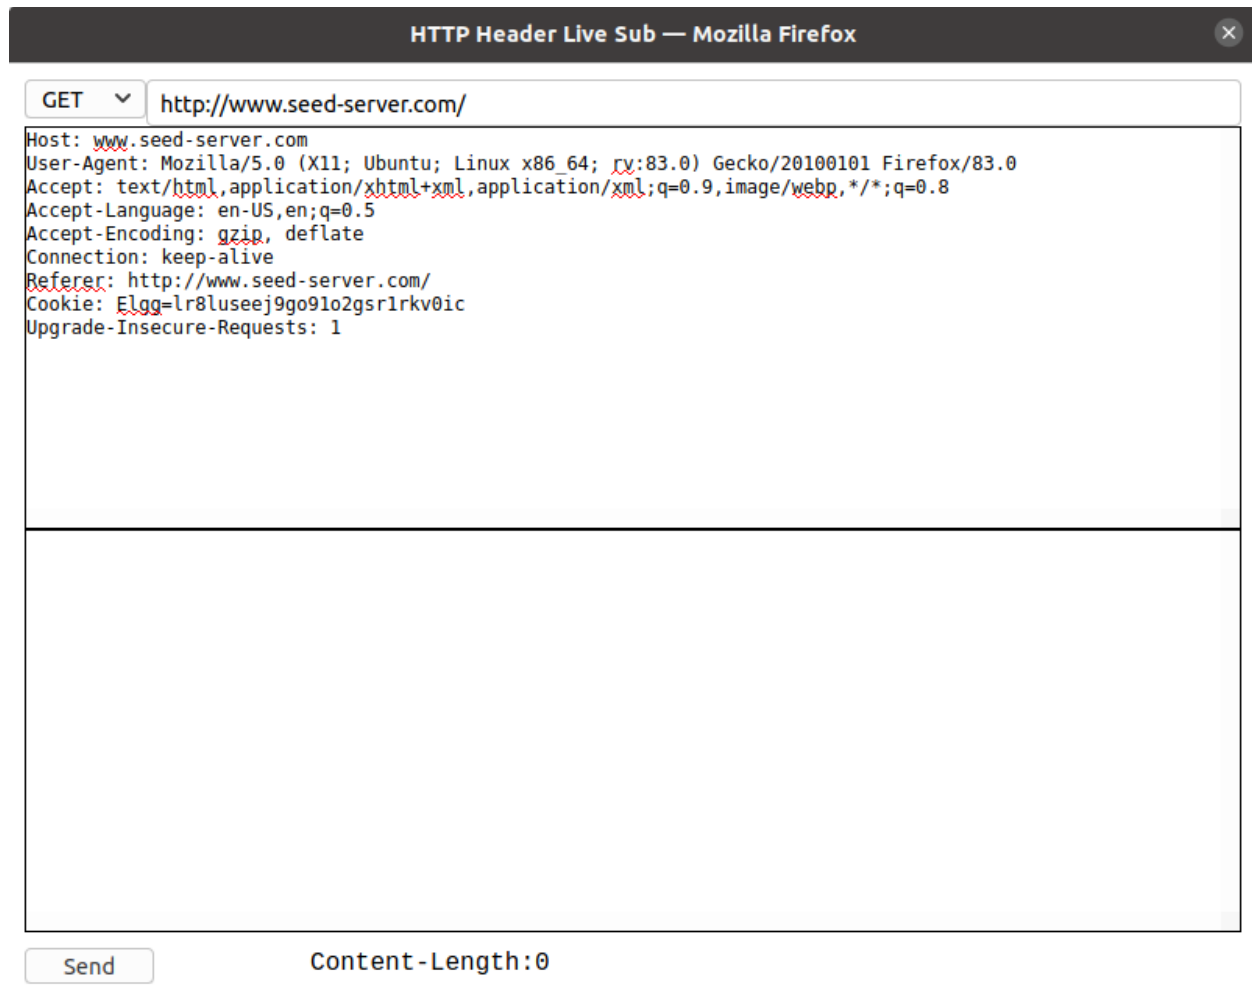 HTTP Header Live Sub — Mozilla Firefox
GET http://www.seed-server.com/
Host: www.seed-server.com
User-Agent: Mozilla/5.0 (X11; Ubuntu; Linux x86_64; rv:83.0) Gecko/20100101 Firefox/83.0
Accept: text/html,application/xhtml+xml,application/xml;q=0.9,image/webp,*/*;q=0.8
Accept-Language: en-US,en;q=0.5
Accept-Encoding: gzip, deflate
Connection: keep-alive
Referer: http://www.seed-server.com/
Cookie: Elgg=lr8luseej9go91o2gsr1rkv0ic
Upgrade-Insecure-Requests: 1
Send Content-Length:0